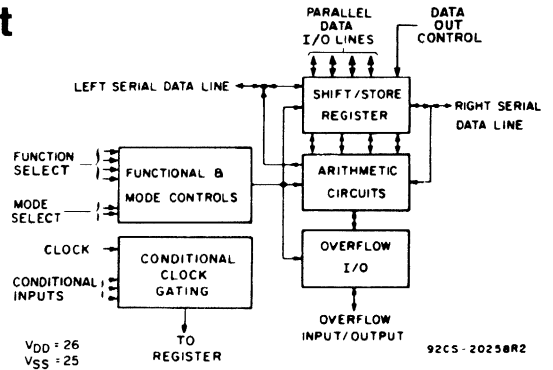 t
PARALLEL
DATA
I/O LINES
DATA
OUT
CONTROL
LEFT SERIAL DATA LINE
SHIFT/STORE
REGISTER
RIGHT SERIAL
DATA LINE
FUNCTION
SELECT
MODE
SELECT
FUNCTIONAL &
MODE CONTROLS
ARITHMETIC
CIRCUITS
CLOCK
CONDITIONAL
INPUTS
CONDITIONAL
CLOCK
GATING
OVERFLOW
I/O
TO
REGISTER
OVERFLOW
INPUT/OUTPUT
VDD = 26
VSS = 25
92CS-20258R2